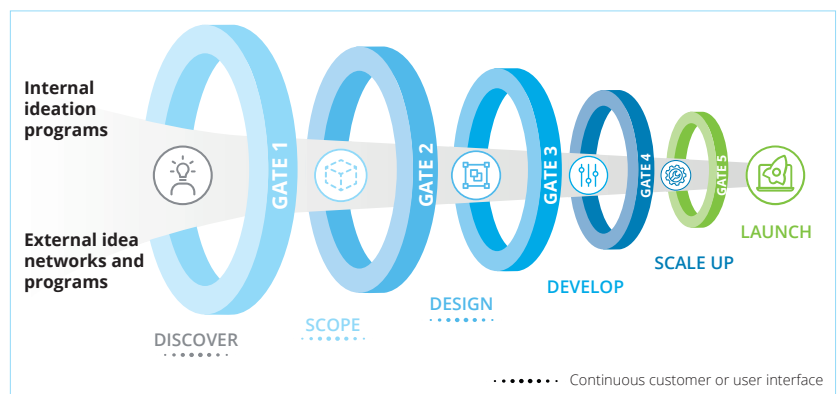 Internal
ideation
programs
External idea
networks and
programs
GATE 1
GATE 2
GATE 3
GATE 4
GATE 5
DISCOVER
SCOPE
DESIGN
DEVELOP
SCALE UP
LAUNCH
Continuous customer or user interface